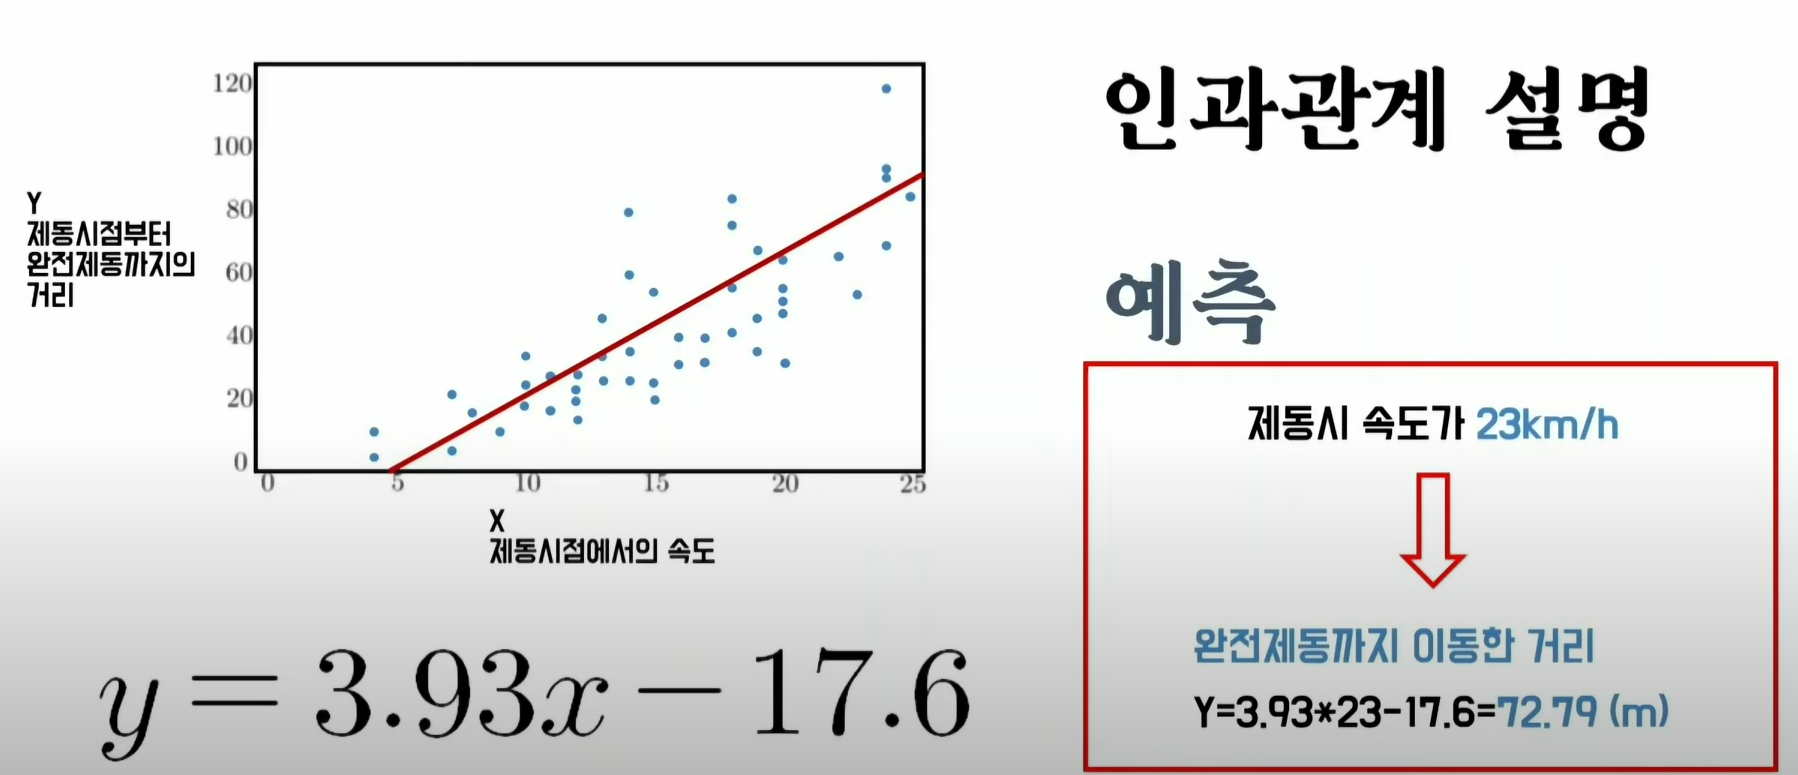 120
100
80
60
40
20
0
0 5 10 15 20 25
Y
제동시점부터
완전제동까지의
거리
X
제동시점에서의 속도
y = 3.93x − 17.6
인과관계 설명
예측
제동시 속도가 23km/h
완전제동까지 이동한 거리
Y=3.93*23-17.6=72.79 (m)